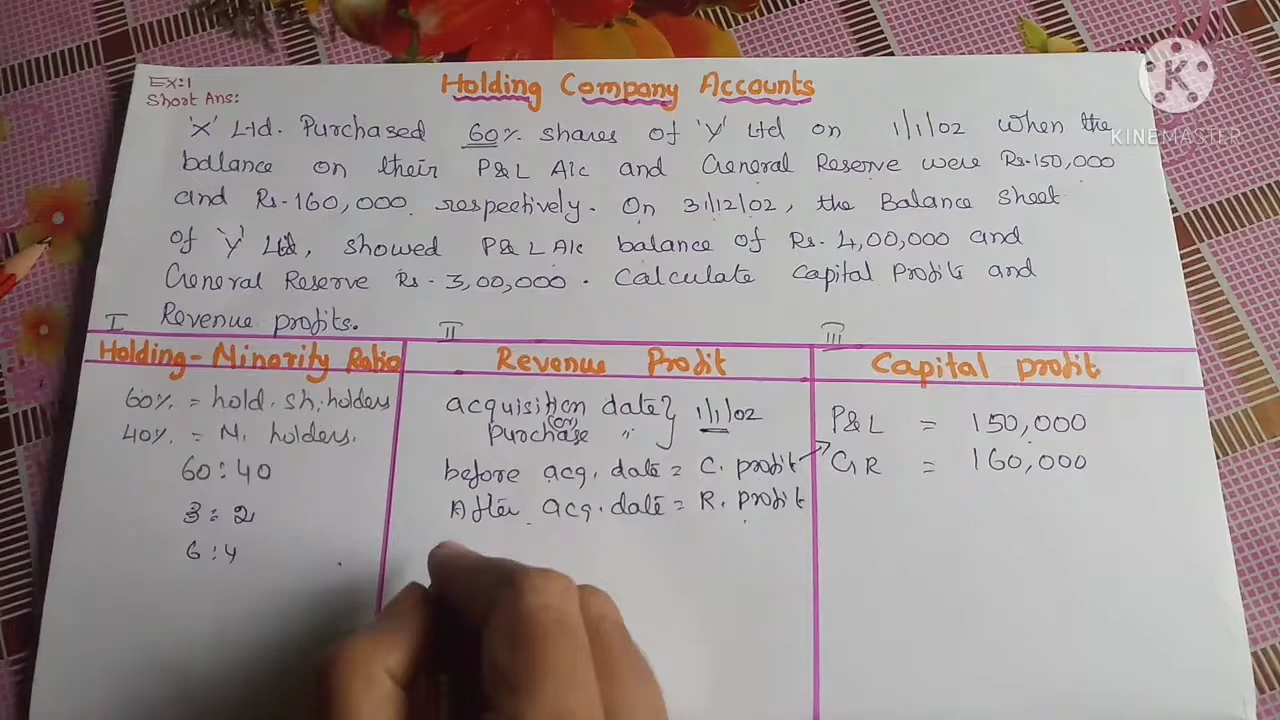 Ex:1
Short Ans:
Holding Company Accounts
K
KINEMASTER
'X' Ltd. Purchased 60% shares of 'Y' Ltd on 1/1/02 when the
balance on their P&L A/c and General Reserve were Rs.150,000
and Rs.160,000 respectively. On 31/12/02, the Balance sheet
of 'Y' Ltd, showed P&L A/c balance of Rs. 4,00,000 and
General Reserve Rs. 3,00,000. Calculate Capital Profits and
Revenue profits.
I
Holding-Minority Ratio
60% = hold. sh. holders
40% = M. holders.
60:40
3:2
6:4
II
Revenue Profit
acquisition date } 1/1/02
(or)
Purchase "
before acq. date = C. profit
After acq. date = R. profit
III
Capital profit
P&L = 150,000
GR = 160,000